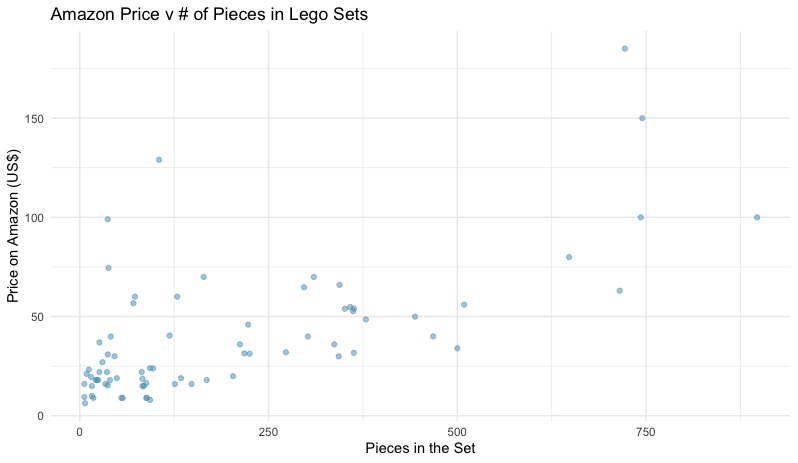 Amazon Price v # of Pieces in Lego Sets
Price on Amazon (US$)
150
100
50
0
0 250 500 750
Pieces in the Set